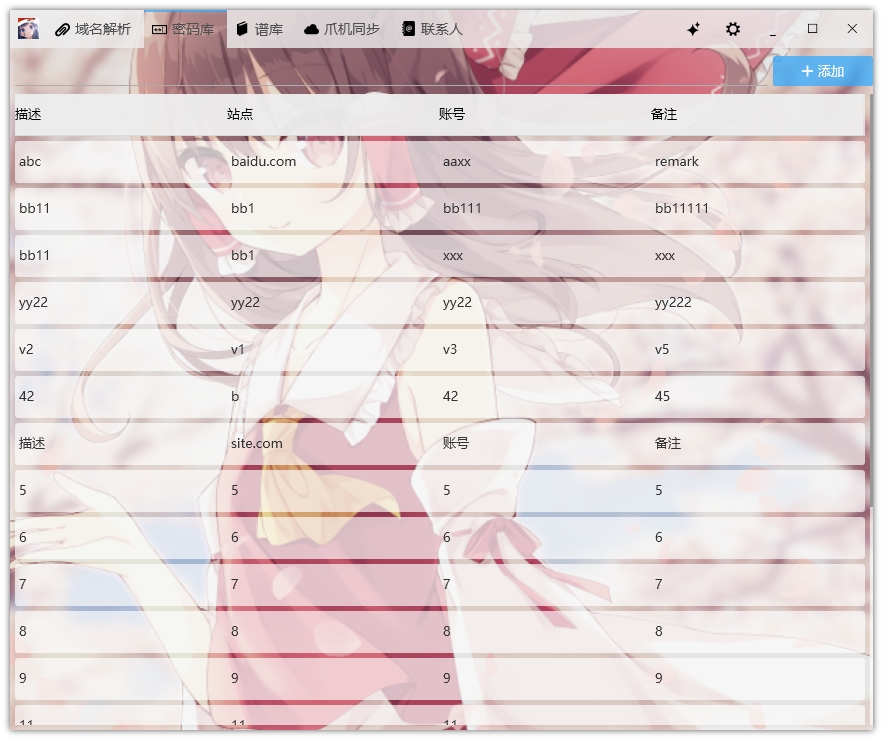 域名解析 密码库 谱库 爪机同步 联系人
添加
描述 站点 账号 备注
abc baidu.com aaxx remark
bb11 bb1 bb111 bb11111
bb11 bb1 xxx xxx
yy22 yy22 yy22 yy222
v2 v1 v3 v5
42 b 42 45
描述 site.com 账号 备注
5 5 5 5
6 6 6 6
7 7 7 7
8 8 8 8
9 9 9 9
11 11 11